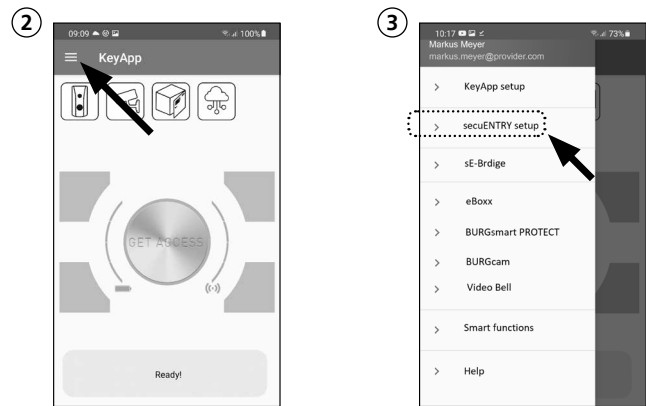 2
09:09 100%
KeyApp
GET ACCESS
Ready!
3
10:17 73%
Markus Meyer
markus.meyer@provider.com
KeyApp setup
secuENTRY setup
sE-Brdige
eBoxx
BURGsmart PROTECT
BURGcam
Video Bell
Smart functions
Help